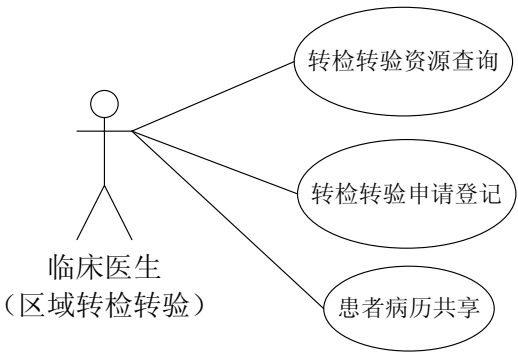 转检转验资源查询
转检转验申请登记
临床医生
（区域转检转验）
患者病历共享